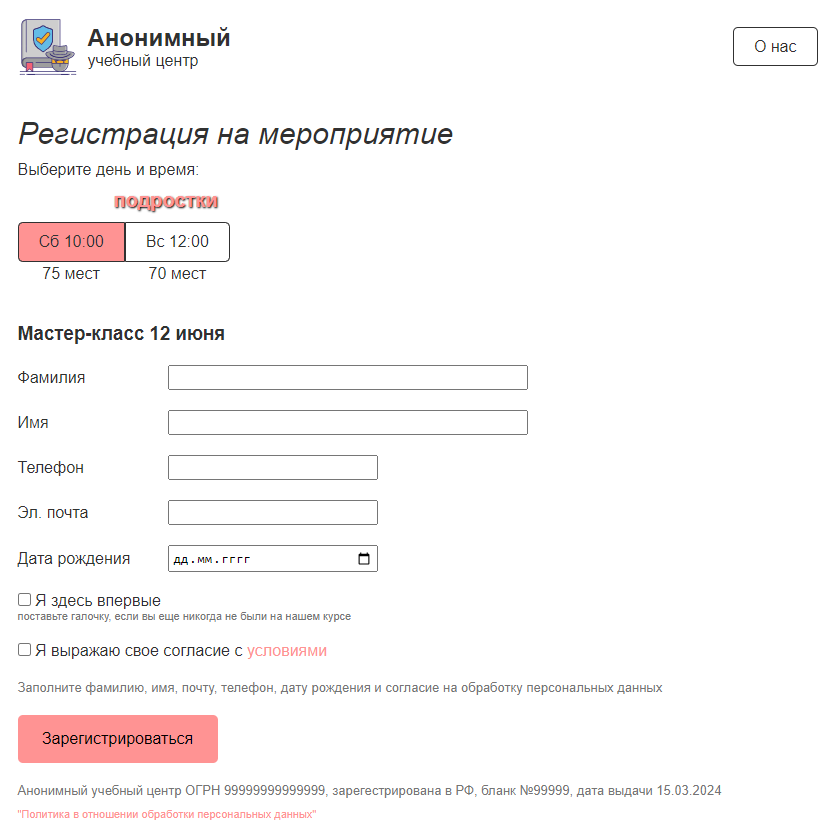 Анонимный
учебный центр
О нас
Регистрация на мероприятие
Выберите день и время:
подростки
Сб 10:00 Вс 12:00
75 мест 70 мест
Мастер-класс 12 июня
Фамилия
Имя
Телефон
Эл. почта
Дата рождения дд.мм.гггг
Я здесь впервые
поставьте галочку, если вы еще никогда не были на нашем курсе
Я выражаю свое согласие с условиями
Заполните фамилию, имя, почту, телефон, дату рождения и согласие на обработку персональных данных
Зарегистрироваться
Анонимный учебный центр ОГРН 99999999999999, зарегестрирована в РФ, бланк №99999, дата выдачи 15.03.2024
"Политика в отношении обработки персональных данных"